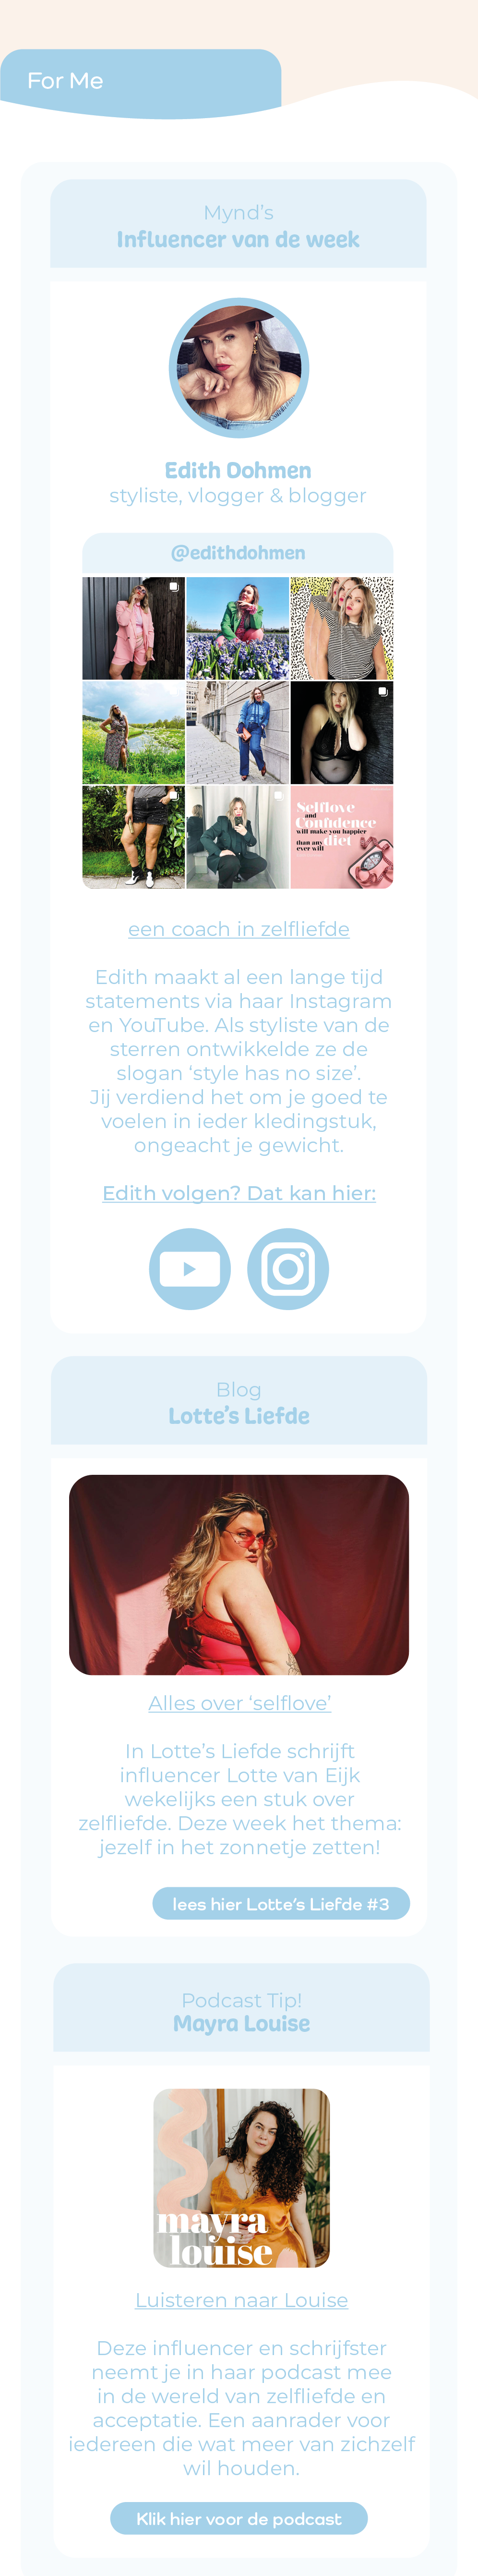 For Me
Mynd's
Influencer van de week
Edith Dohmen
styliste, vlogger & blogger
@edithdohmen
Selflove
and
Confidence
will make you happier
than any diet
ever will
een coach in zelfliefde
Edith maakt al een lange tijd
statements via haar Instagram
en YouTube. Als styliste van de
sterren ontwikkelde ze de
slogan ‘style has no size’.
Jij verdiend het om je goed te
voelen in ieder kledingstuk,
ongeacht je gewicht.
Edith volgen? Dat kan hier:
Blog
Lotte’s Liefde
Alles over ‘selflove’
In Lotte’s Liefde schrijft
influencer Lotte van Eijk
wekelijks een stuk over
zelfliefde. Deze week het thema:
jezelf in het zonnetje zetten!
lees hier Lotte's Liefde #3
Podcast Tip!
Mayra Louise
mayra
louise
Luisteren naar Louise
Deze influencer en schrijfster
neemt je in haar podcast mee
in de wereld van zelfliefde en
acceptatie. Een aanrader voor
iedereen die wat meer van zichzelf
wil houden.
Klik hier voor de podcast